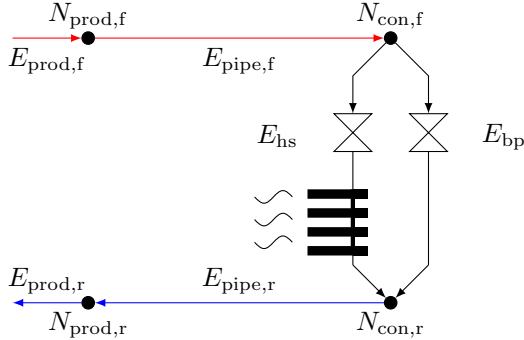 N_prod,f
N_con,f
E_prod,f
E_pipe,f
E_hs
E_bp
E_prod,r
E_pipe,r
N_prod,r
N_con,r